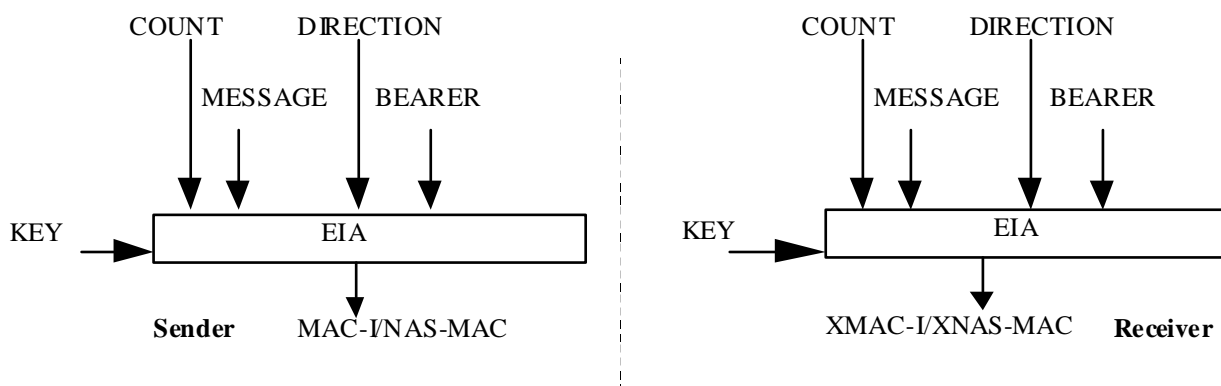 COUNT DIRECTION
MESSAGE BEARER
KEY EIA
Sender MAC-I/NAS-MAC
COUNT DIRECTION
MESSAGE BEARER
KEY EIA
XMAC-I/XNAS-MAC Receiver